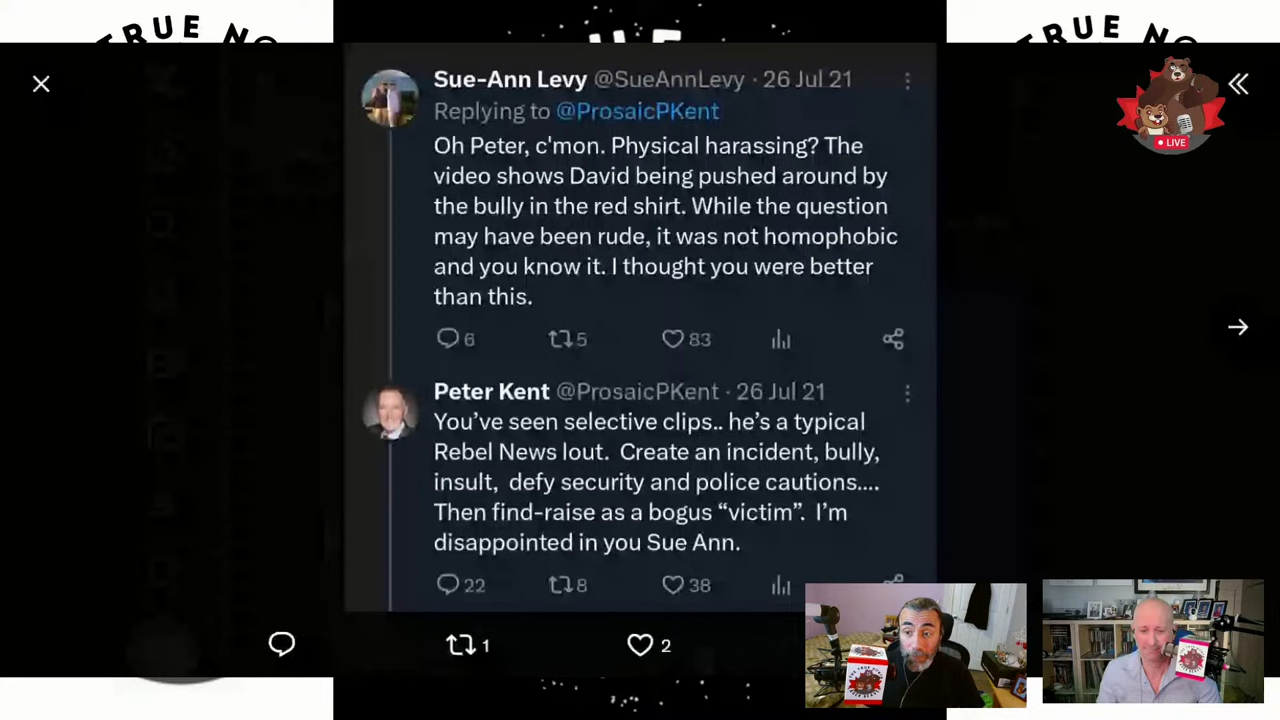 TRUE NO
TRUE NO
Sue-Ann Levy @SueAnnLevy · 26 Jul 21
Replying to @ProsaicPKent
Oh Peter, c'mon. Physical harassing? The
video shows David being pushed around by
the bully in the red shirt. While the question
may have been rude, it was not homophobic
and you know it. I thought you were better
than this.
6 5 83
LIVE
Peter Kent @ProsaicPKent · 26 Jul 21
You've seen selective clips.. he's a typical
Rebel News lout. Create an incident, bully,
insult, defy security and police cautions....
Then find-raise as a bogus “victim”. I'm
disappointed in you Sue Ann.
22 8 38
1 2